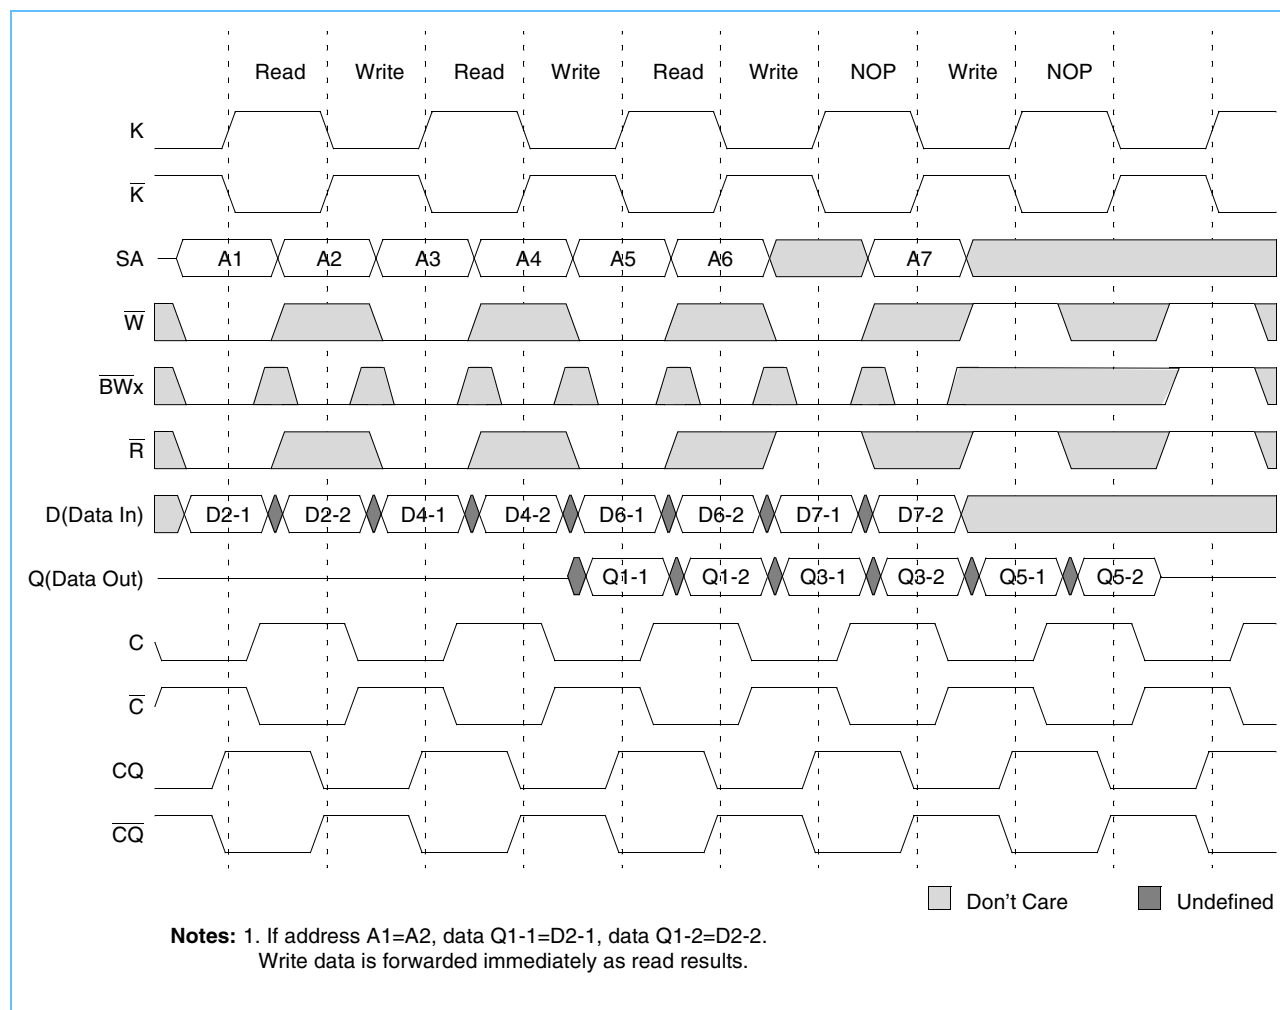 Read Write Read Write Read Write NOP Write NOP
K
K̅
SA A1 A2 A3 A4 A5 A6 A7
W̅
B̅W̅x
R̅
D(Data In) D2-1 D2-2 D4-1 D4-2 D6-1 D6-2 D7-1 D7-2
Q(Data Out) Q1-1 Q1-2 Q3-1 Q3-2 Q5-1 Q5-2
C
C̅
CQ
C̅Q̅
Don't Care Undefined
Notes: 1. If address A1=A2, data Q1-1=D2-1, data Q1-2=D2-2.
Write data is forwarded immediately as read results.